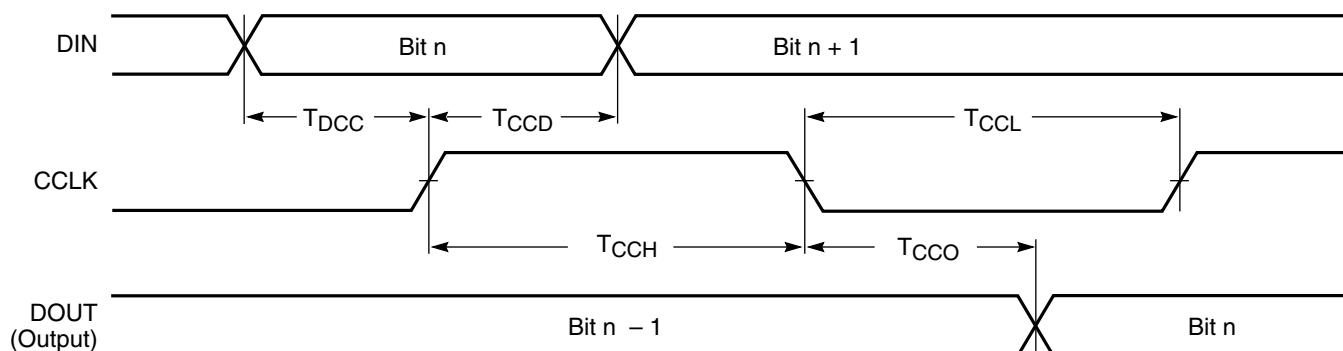 DIN
Bit n
Bit n + 1
TDCC
TCCD
TCCL
CCLK
TCCH
TCCO
DOUT
(Output)
Bit n – 1
Bit n